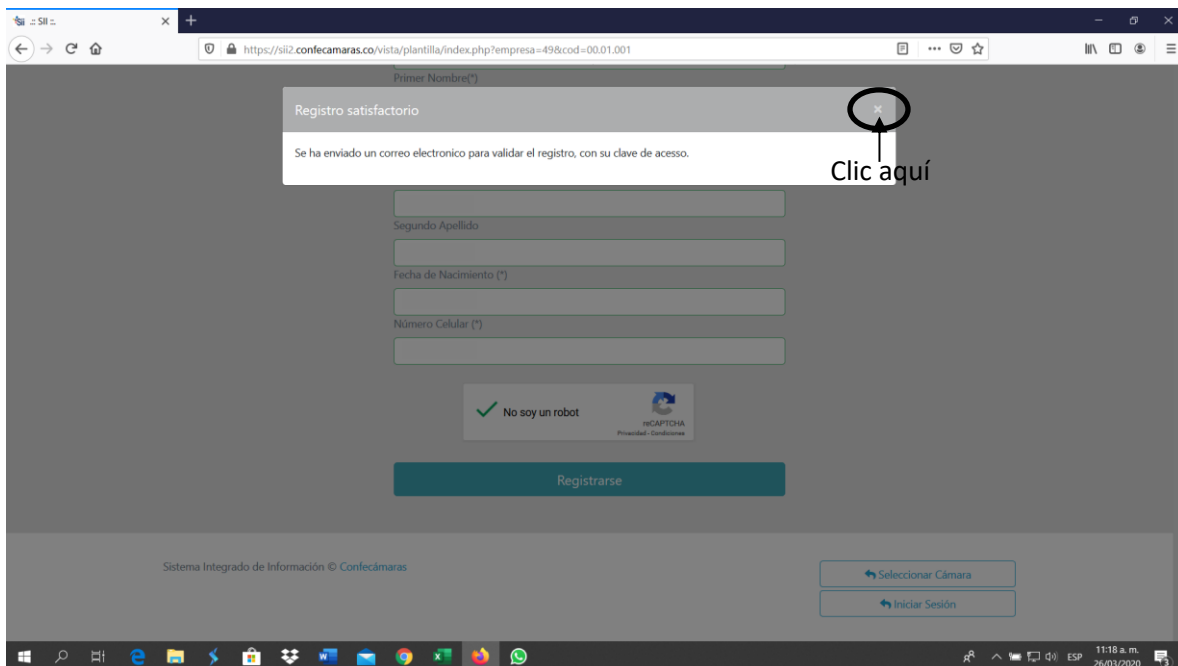 .:: SII ::.
https://sii2.confecamaras.co/vista/plantilla/index.php?empresa=49&cod=00.01.001
Primer Nombre(*)
Registro satisfactorio
×
Se ha enviado un correo electronico para validar el registro, con su clave de acesso.
Clic aquí
Segundo Apellido
Fecha de Nacimiento (*)
Número Celular (*)
No soy un robot
reCAPTCHA
Privacidad - Condiciones
Registrarse
Sistema Integrado de Información © Confecámaras
Seleccionar Cámara
Iniciar Sesión
ESP
11:18 a. m.
26/03/2020
3